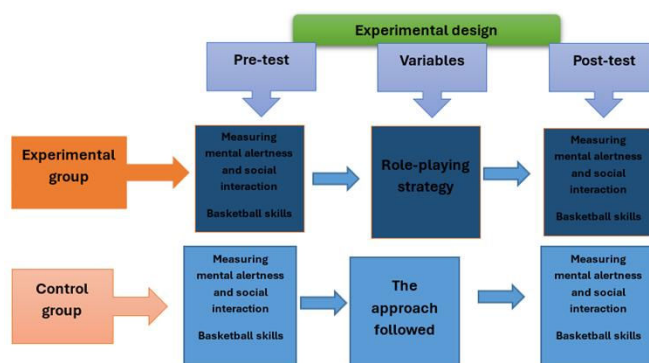 Experimental design
Pre-test
Variables
Post-test
Experimental
group
Measuring
mental alertness
and social
interaction
Basketball skills
Role-playing
strategy
Measuring
mental alertness
and social
interaction
Basketball skills
Control
group
Measuring
mental alertness
and social
interaction
Basketball skills
The
approach
followed
Measuring
mental alertness
and social
interaction
Basketball skills